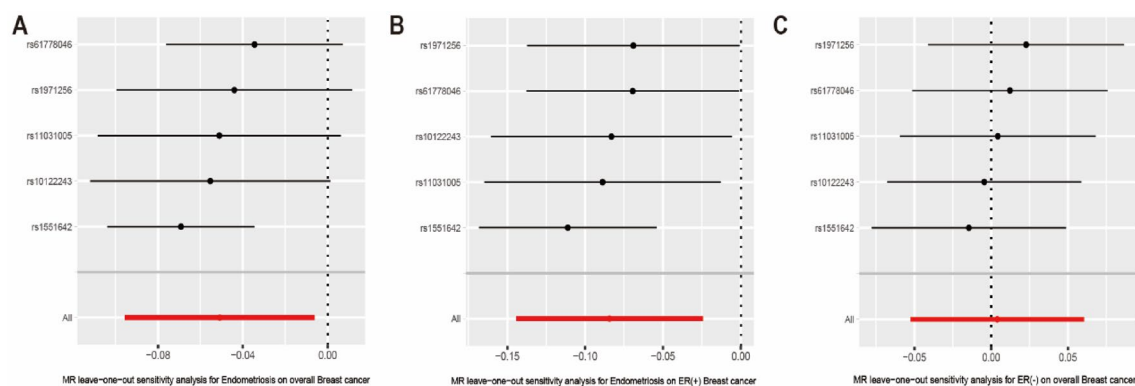 A
rs61778046
rs1971256
rs11031005
rs10122243
rs1551642
All
−0.08
−0.04
0.00
MR leave−one−out sensitivity analysis for Endometriosis on overall Breast cancer
B
rs1971256
rs61778046
rs10122243
rs11031005
rs1551642
All
−0.15
−0.10
−0.05
0.00
MR leave−one−out sensitivity analysis for Endometriosis on ER(+) Breast cancer
C
rs1971256
rs61778046
rs11031005
rs10122243
rs1551642
All
−0.05
0.00
0.05
MR leave−one−out sensitivity analysis for ER(-) on overall Breast cancer